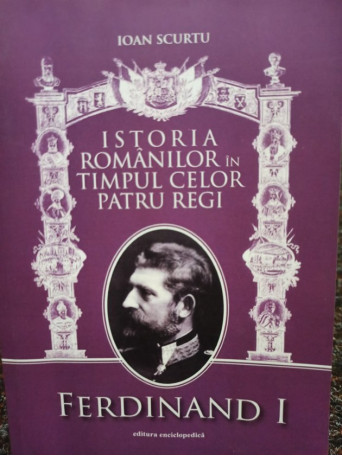 IOAN SCURTU
ISTORIA
ROMÂNILOR ÎN
TIMPUL CELOR
PATRU REGI
FERDINAND I
editura enciclopedică